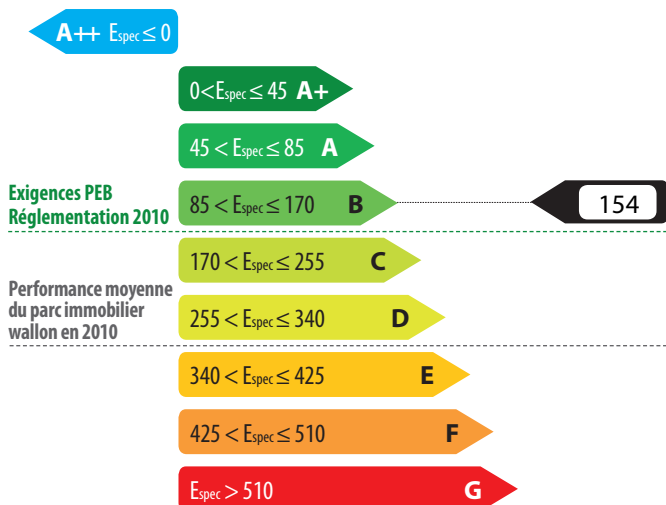 A++ Espec ≤ 0
0<Espec ≤ 45 A+
45 < Espec ≤ 85 A
Exigences PEB
Réglementation 2010
85 < Espec ≤ 170 B
154
170 < Espec ≤ 255 C
Performance moyenne
du parc immobilier
wallon en 2010
255 < Espec ≤ 340 D
340 < Espec ≤ 425 E
425 < Espec ≤ 510 F
Espec > 510 G